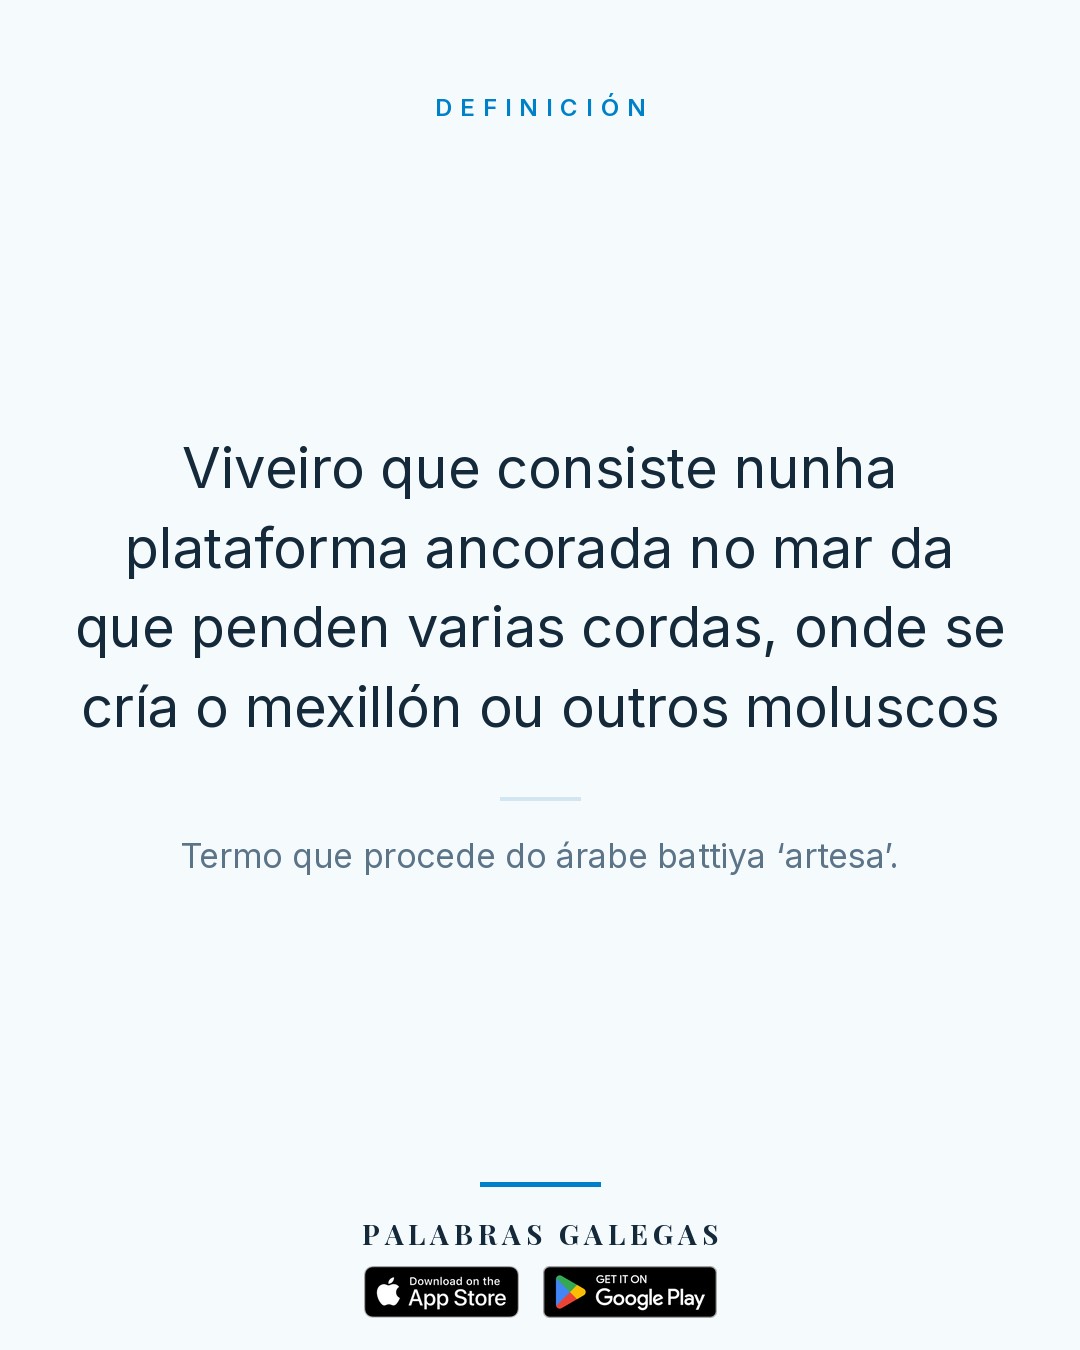 DEFINICIÓN
Viveiro que consiste nunha
plataforma ancorada no mar da
que penden varias cordas, onde se
cría o mexillón ou outros moluscos
Termo que procede do árabe battiya ‘artesa’.
PALABRAS GALEGAS
Download on the
App Store
GET IT ON
Google Play